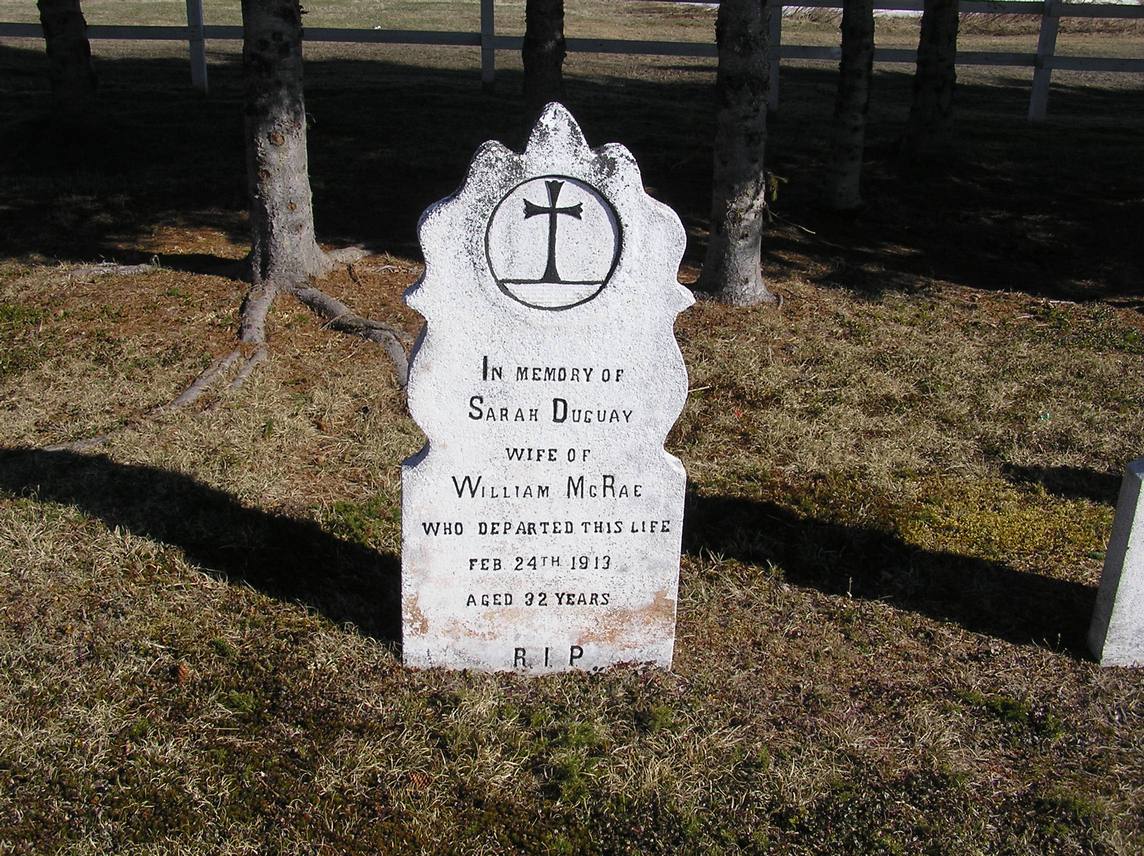 In memory of
Sarah Duguay
wife of
William McRae
who departed this life
Feb 24th 1913
aged 32 years
R I P